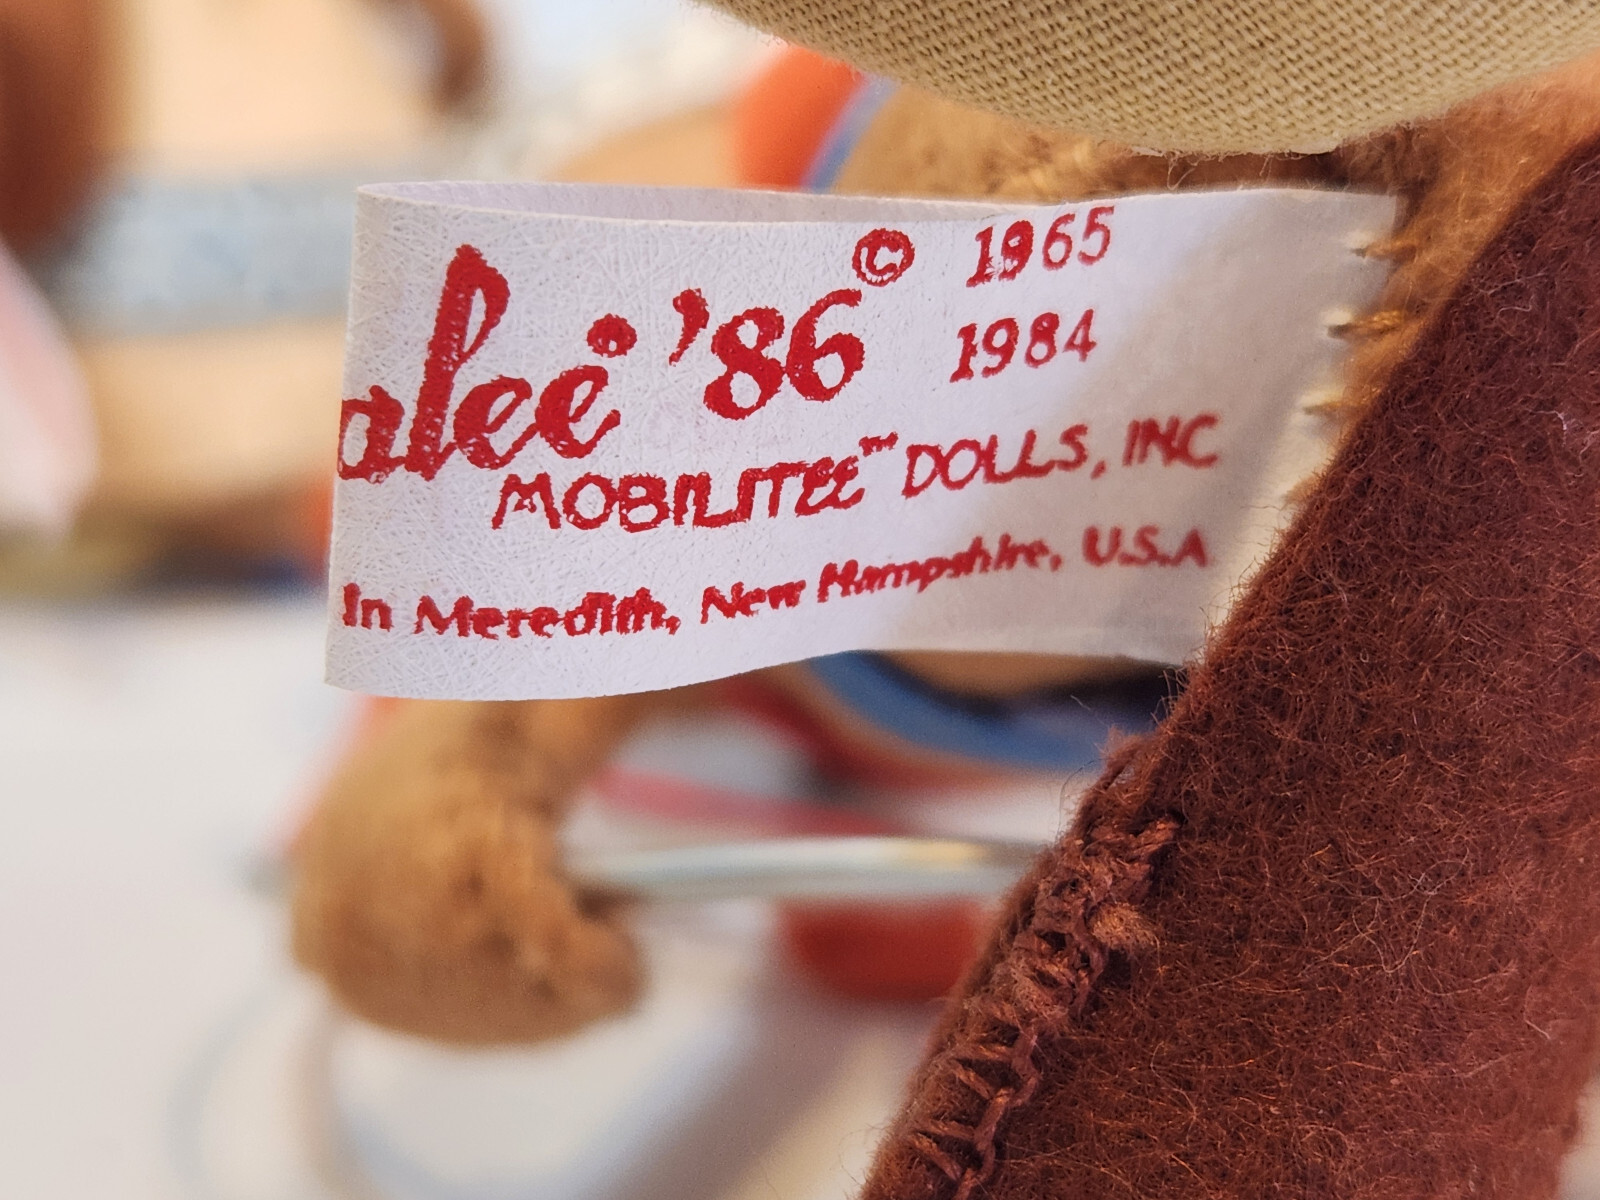 alee '86 © 1965
1984
MOBILITEE™ DOLLS, INC
In Meredith, New Hampshire, U.S.A